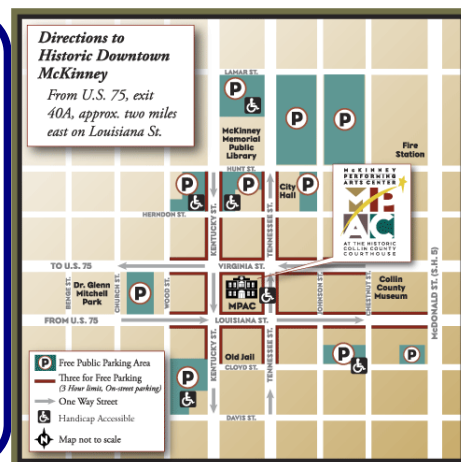 Directions to
Historic Downtown
McKinney
From U.S. 75, exit
40A, approx. two miles
east on Louisiana St.
LAMAR ST.
P
P
P
McKinney
Memorial
Public
Library
Fire
Station
HUNT ST.
P
P
City
Hall
P
McKINNEY
PERFORMING
ARTS CENTER
MPAC
AT THE HISTORIC
COLLIN COUNTY
COURTHOUSE
HERNDON ST.
KENTUCKY ST.
TENNESSEE ST.
TO U.S. 75
VIRGINIA ST.
BENGE ST.
Dr. Glenn
Mitchell
Park
CHURCH ST.
P
WOOD ST.
MPAC
JOHNSON ST.
CHESTNUT ST.
Collin
County
Museum
McDONALD ST. (S.H. 5)
FROM U.S. 75
LOUISIANA ST.
P Free Public Parking Area
Three for Free Parking
(3 Hour limit, On-street parking)
One Way Street
Handicap Accessible
N Map not to scale
P
KENTUCKY ST.
Old Jail
CLOYD ST.
TENNESSEE ST.
P
P
DAVIS ST.